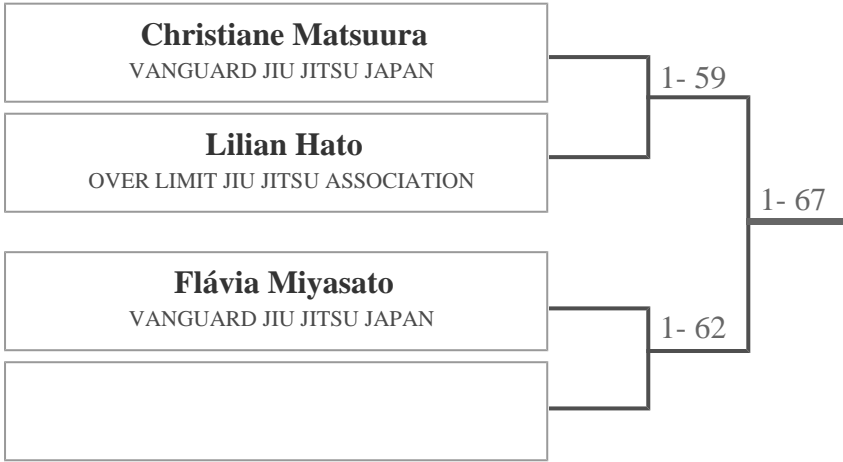 Christiane Matsuura
VANGUARD JIU JITSU JAPAN
1- 59
Lilian Hato
OVER LIMIT JIU JITSU ASSOCIATION
1- 67
Flávia Miyasato
VANGUARD JIU JITSU JAPAN
1- 62